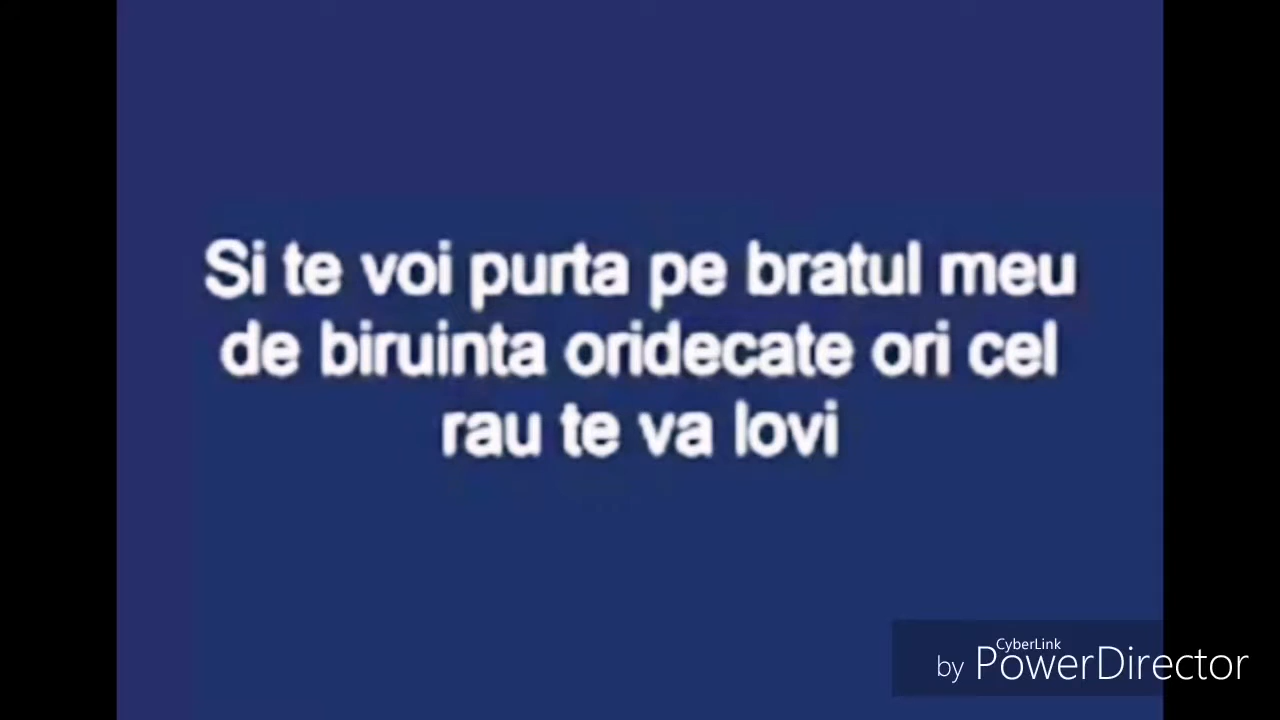 Si te voi purta pe bratul meu
de biruinta oridecate ori cel
rau te va lovi
CyberLink
by PowerDirector